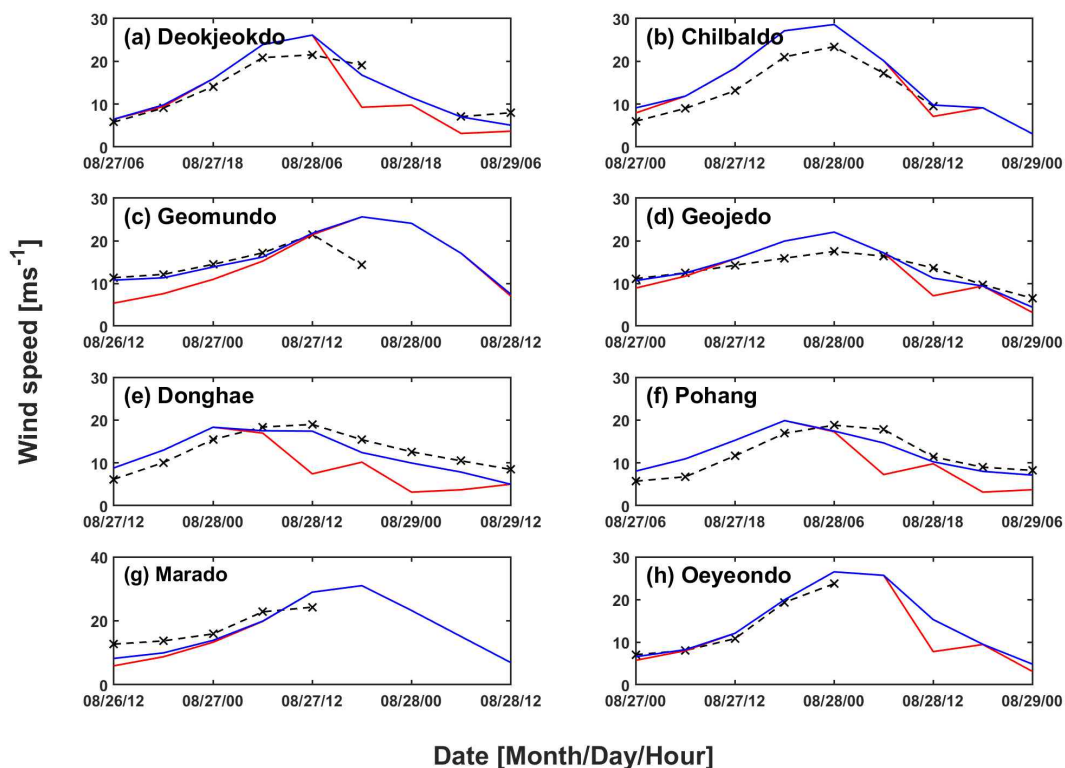 Wind speed [ms⁻¹]
(a) Deokjeokdo
30
20
10
0
08/27/06 08/27/18 08/28/06 08/28/18 08/29/06
(b) Chilbaldo
30
20
10
0
08/27/00 08/27/12 08/28/00 08/28/12 08/29/00
(c) Geomundo
30
20
10
0
08/26/12 08/27/00 08/27/12 08/28/00 08/28/12
(d) Geojedo
30
20
10
0
08/27/00 08/27/12 08/28/00 08/28/12 08/29/00
(e) Donghae
30
20
10
0
08/27/12 08/28/00 08/28/12 08/29/00 08/29/12
(f) Pohang
30
20
10
0
08/27/06 08/27/18 08/28/06 08/28/18 08/29/06
(g) Marado
40
20
0
08/26/12 08/27/00 08/27/12 08/28/00 08/28/12
(h) Oeyeondo
30
20
10
0
08/27/00 08/27/12 08/28/00 08/28/12 08/29/00
Date [Month/Day/Hour]